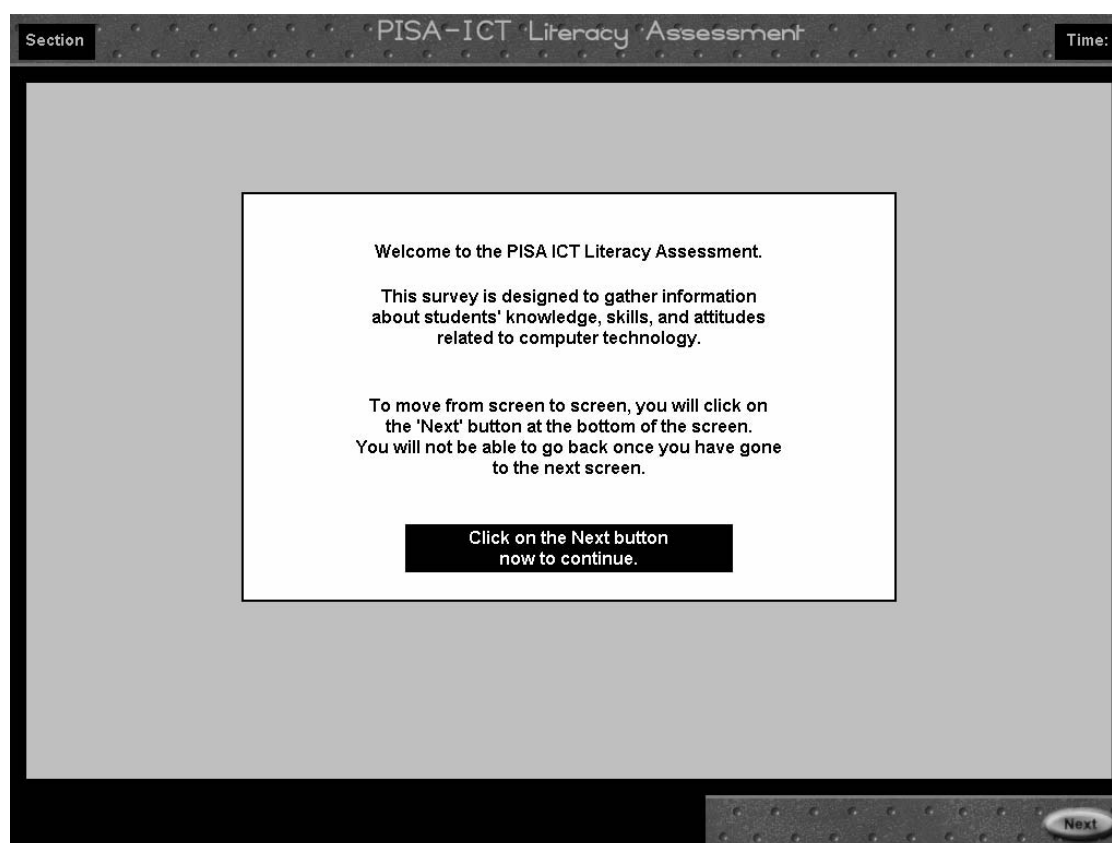 Section
PISA-ICT Literacy Assessment
Time:
Welcome to the PISA ICT Literacy Assessment.
This survey is designed to gather information
about students' knowledge, skills, and attitudes
related to computer technology.
To move from screen to screen, you will click on
the 'Next' button at the bottom of the screen.
You will not be able to go back once you have gone
to the next screen.
Click on the Next button
now to continue.
Next